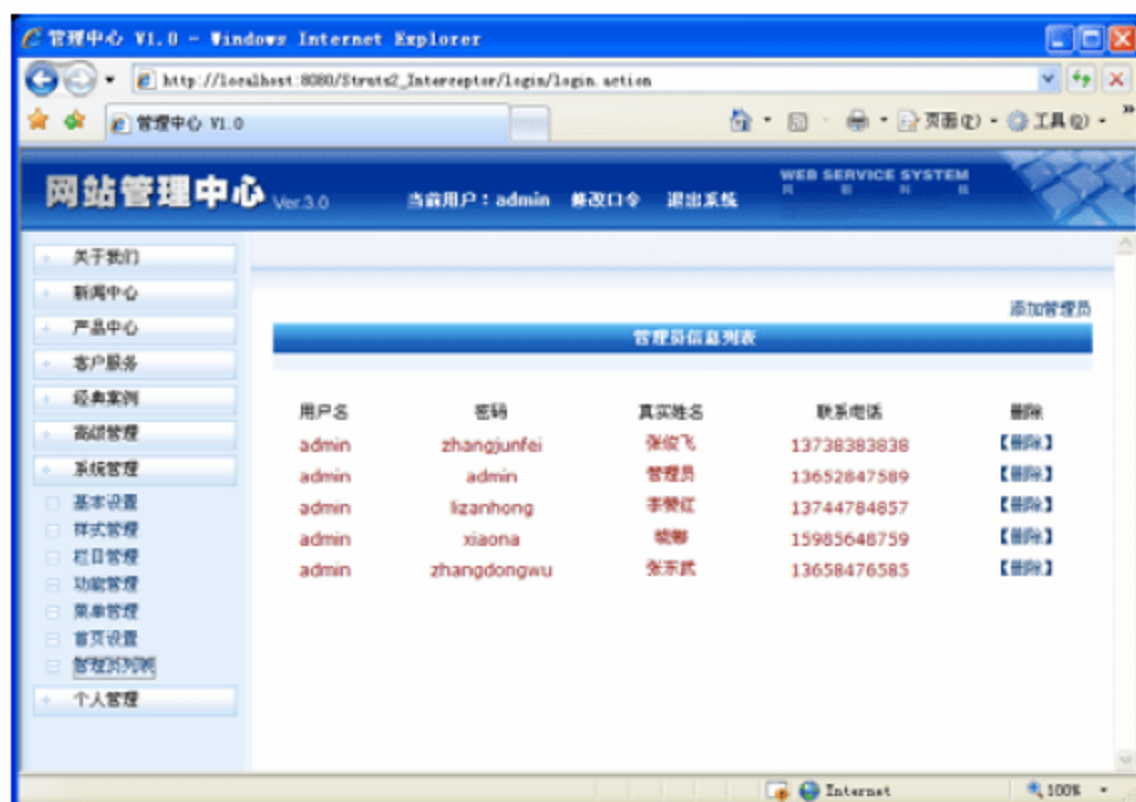 管理中心 V1.0 - Windows Internet Explorer
http://localhost:8080/Struts2_Interceptor/login/login.action
管理中心 V1.0
页面(P) 工具(O)
网站管理中心 Ver.3.0 当前用户：admin 修改口令 退出系统 WEB SERVICE SYSTEM
关于我们
新闻中心
产品中心
客户服务
经典案例
高级管理
系统管理
基本设置
样式管理
栏目管理
功能管理
菜单管理
首页设置
管理员列表
个人管理
添加管理员
管理员信息列表
用户名 密码 真实姓名 联系电话 删除
admin zhangjunfei 张俊飞 13738383838 【删除】
admin admin 管理员 13652847589 【删除】
admin lizanhong 李赞红 13744784857 【删除】
admin xiaona 13t 15985648759 【删除】
admin zhangdongwu 张东武 13658476585 【删除】
Internet 100%